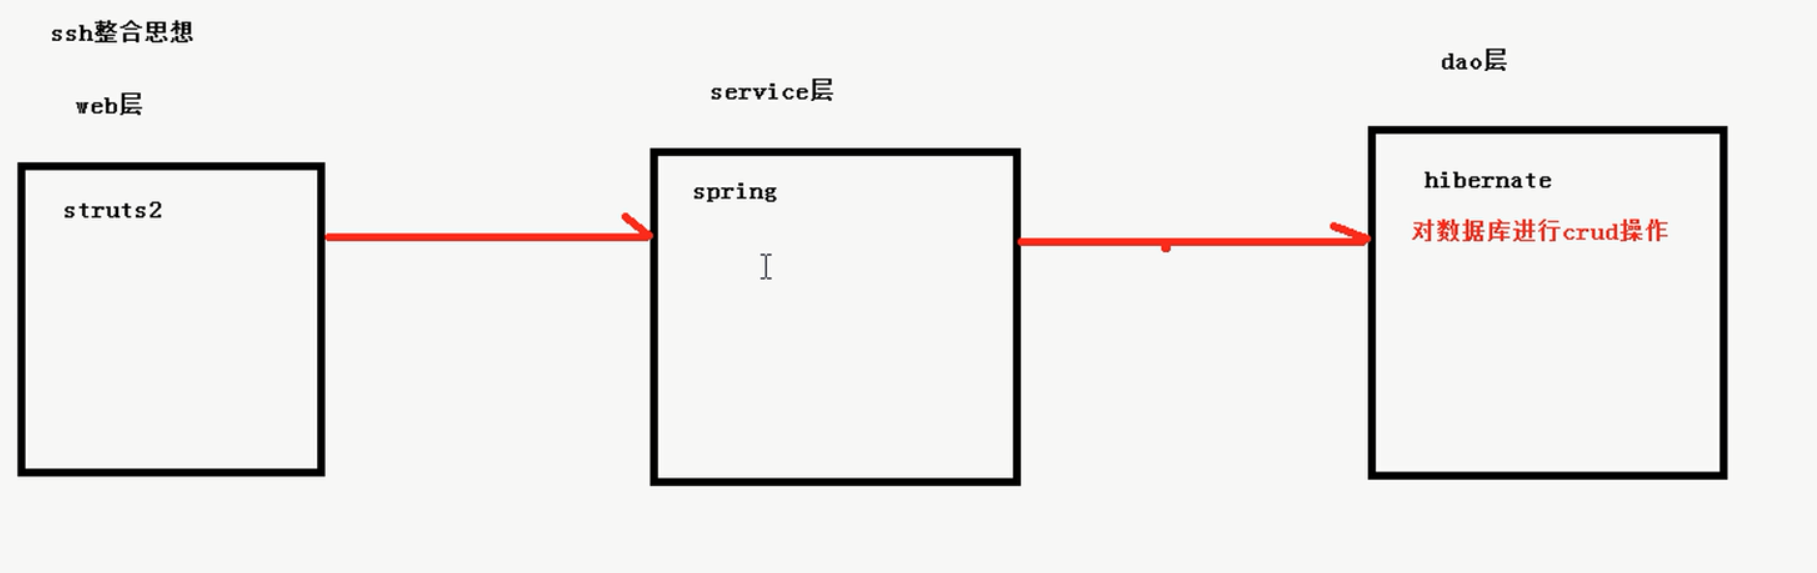 ssh整合思想
web层
service层
dao层
struts2
spring
hibernate
对数据库进行crud操作